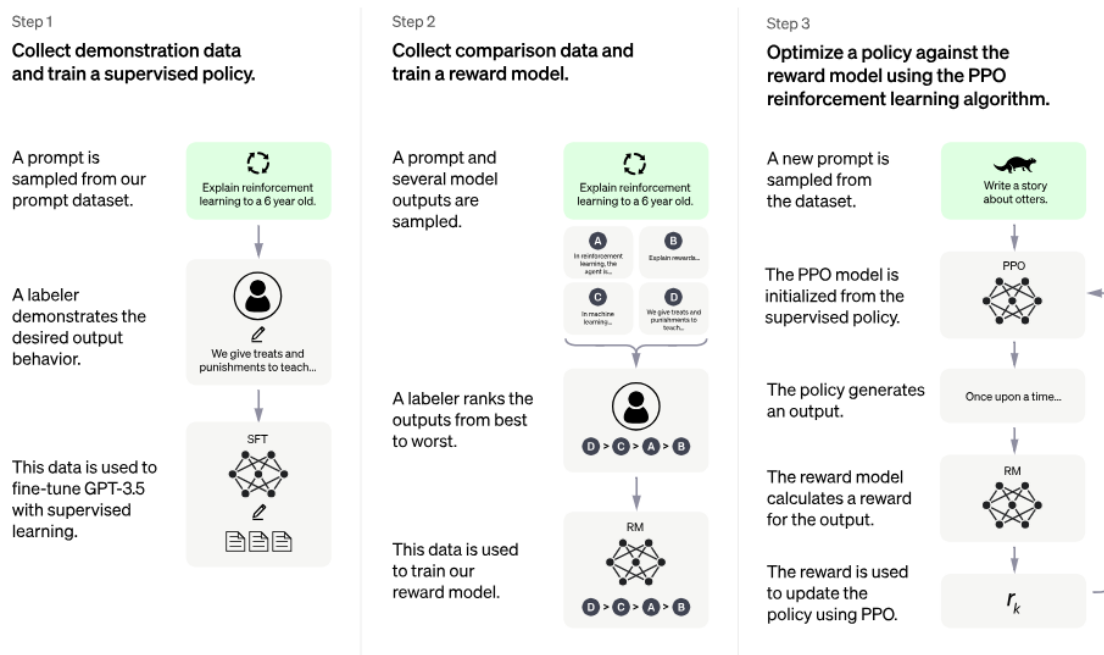 Step 1
Collect demonstration data
and train a supervised policy.
A prompt is
sampled from our
prompt dataset.
Explain reinforcement
learning to a 6 year old.
A labeler
demonstrates the
desired output
behavior.
We give treats and
punishments to teach...
This data is used to
fine-tune GPT-3.5
with supervised
learning.
SFT
Step 2
Collect comparison data and
train a reward model.
A prompt and
several model
outputs are
sampled.
Explain reinforcement
learning to a 6 year old.
A
In reinforcement
learning, the
agent is...
B
Explain rewards...
C
In machine
learning...
D
We give treats and
punishments to
teach...
A labeler ranks the
outputs from best
to worst.
D > C > A > B
This data is used
to train our
reward model.
RM
D > C > A > B
Step 3
Optimize a policy against the
reward model using the PPO
reinforcement learning algorithm.
A new prompt is
sampled from
the dataset.
Write a story
about otters.
The PPO model is
initialized from the
supervised policy.
PPO
The policy generates
an output.
Once upon a time...
The reward model
calculates a reward
for the output.
RM
The reward is used
to update the
policy using PPO.
rk